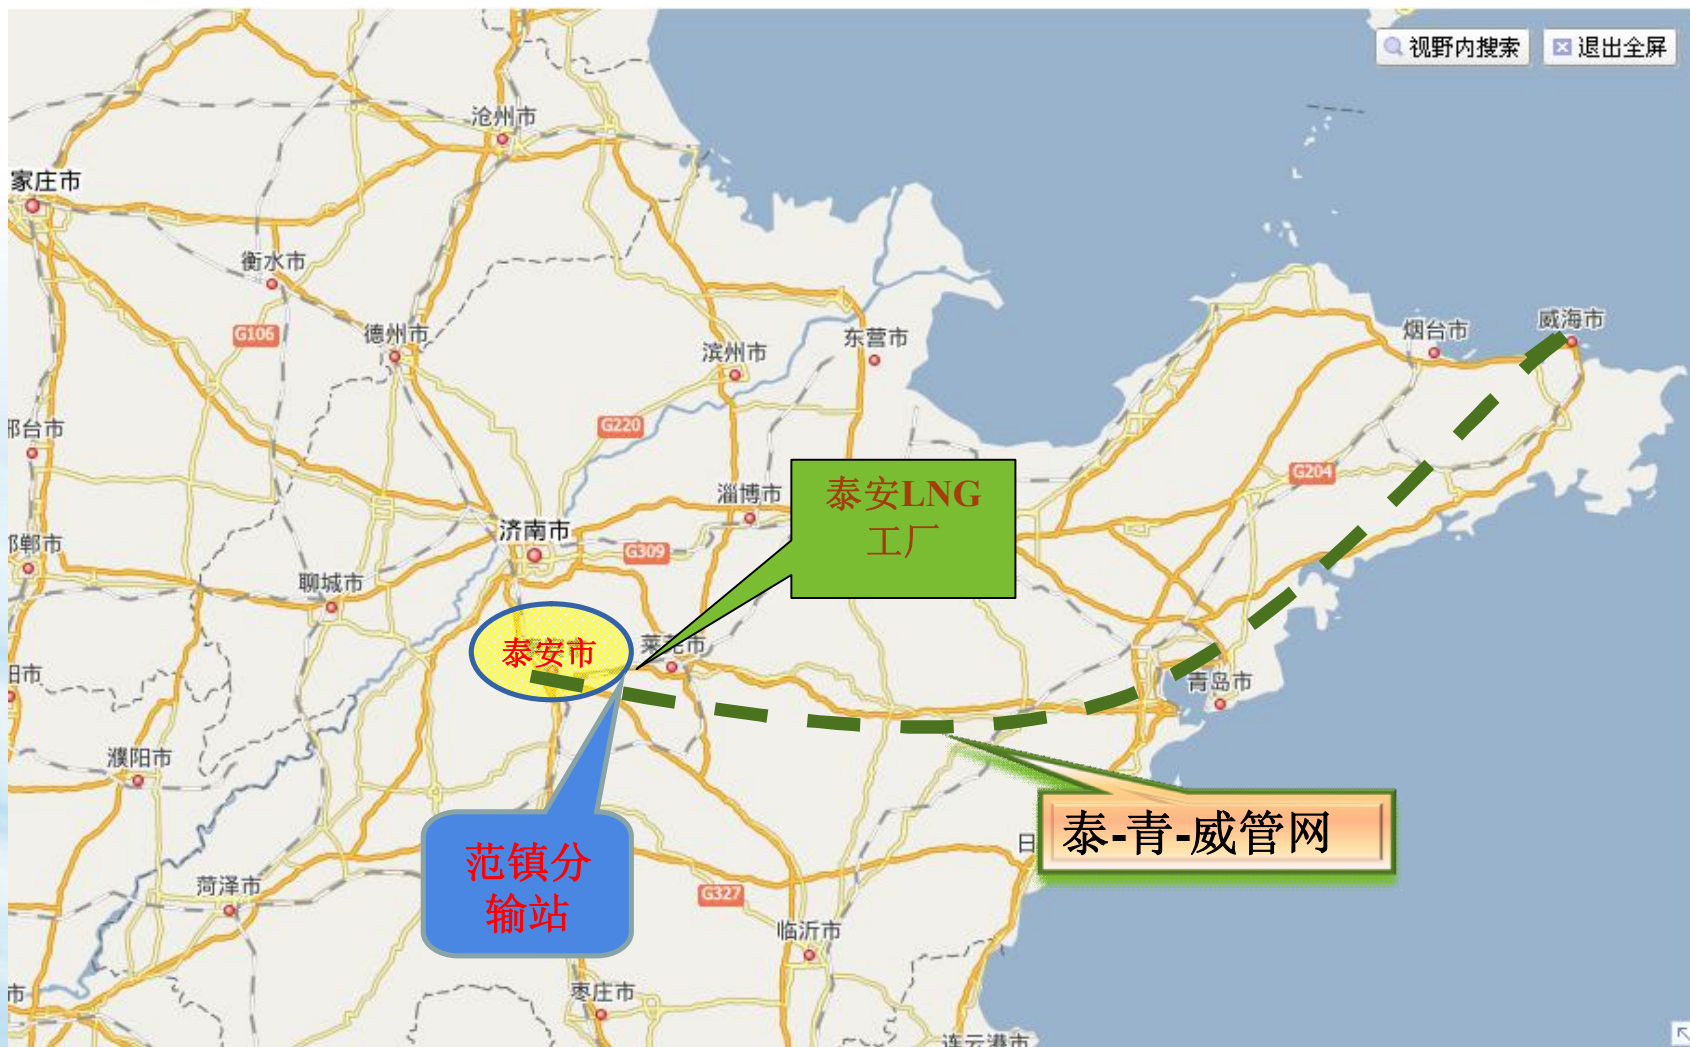 视野内搜索
退出全屏
沧州市
家庄市
衡水市
G106
德州市
滨州市
东营市
烟台市
威海市
G220
邢台市
G204
淄博市
泰安LNG
工厂
济南市
G309
邯郸市
聊城市
泰安市
莱芜市
阳市
青岛市
濮阳市
泰-青-威管网
日
范镇分
输站
菏泽市
G327
临沂市
枣庄市
市
连云港市